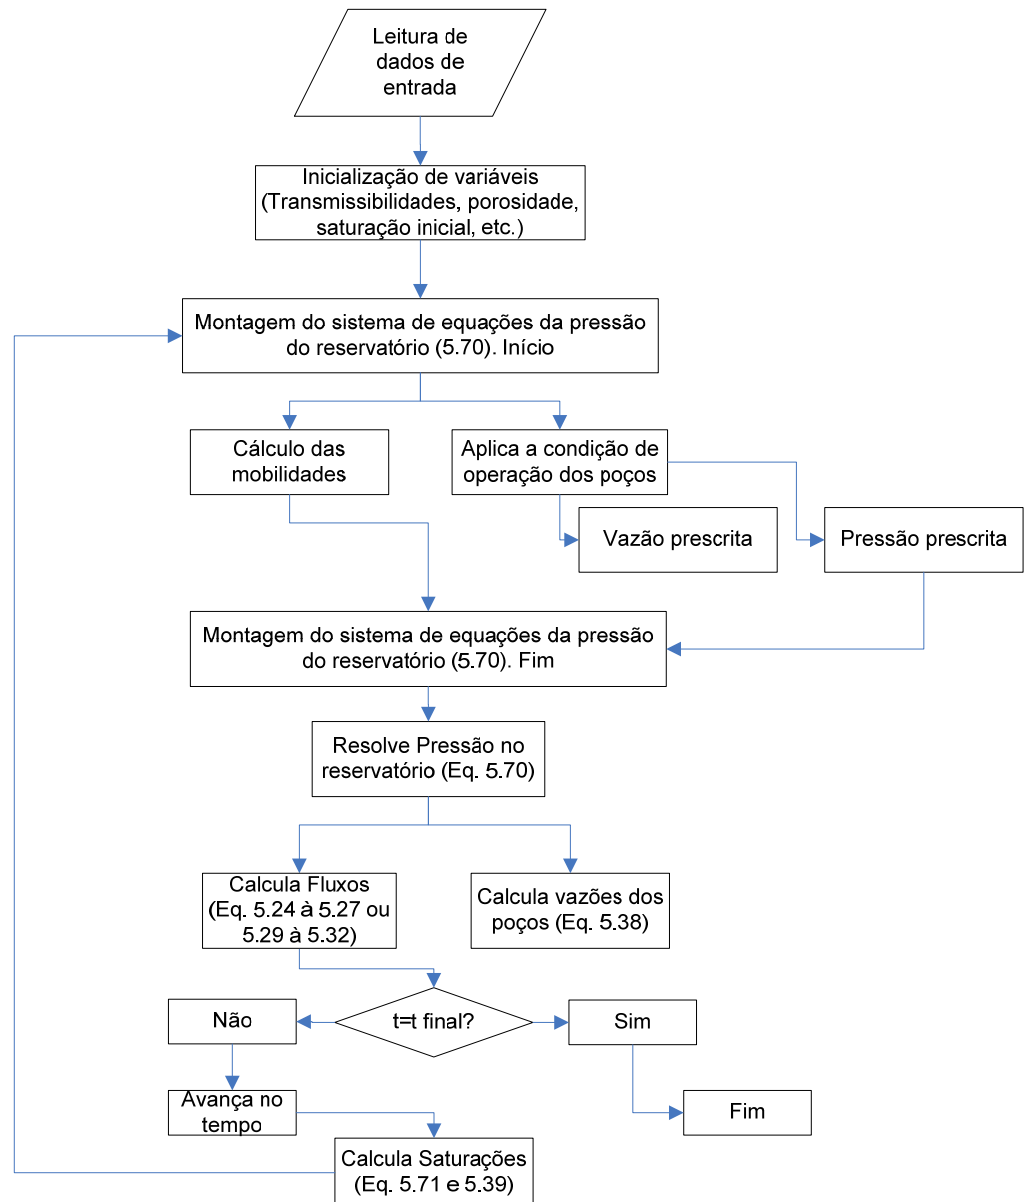 Leitura de
dados de
entrada
Inicialização de variáveis
(Transmissibilidades, porosidade,
saturação inicial, etc.)
Montagem do sistema de equações da pressão
do reservatório (5.70). Início
Cálculo das
mobilidades
Aplica a condição de
operação dos poços
Vazão prescrita
Pressão prescrita
Montagem do sistema de equações da pressão
do reservatório (5.70). Fim
Resolve Pressão no
reservatório (Eq. 5.70)
Calcula Fluxos
(Eq. 5.24 à 5.27 ou
5.29 à 5.32)
Calcula vazões dos
poços (Eq. 5.38)
Não
t=t final?
Sim
Avança no
tempo
Fim
Calcula Saturações
(Eq. 5.71 e 5.39)